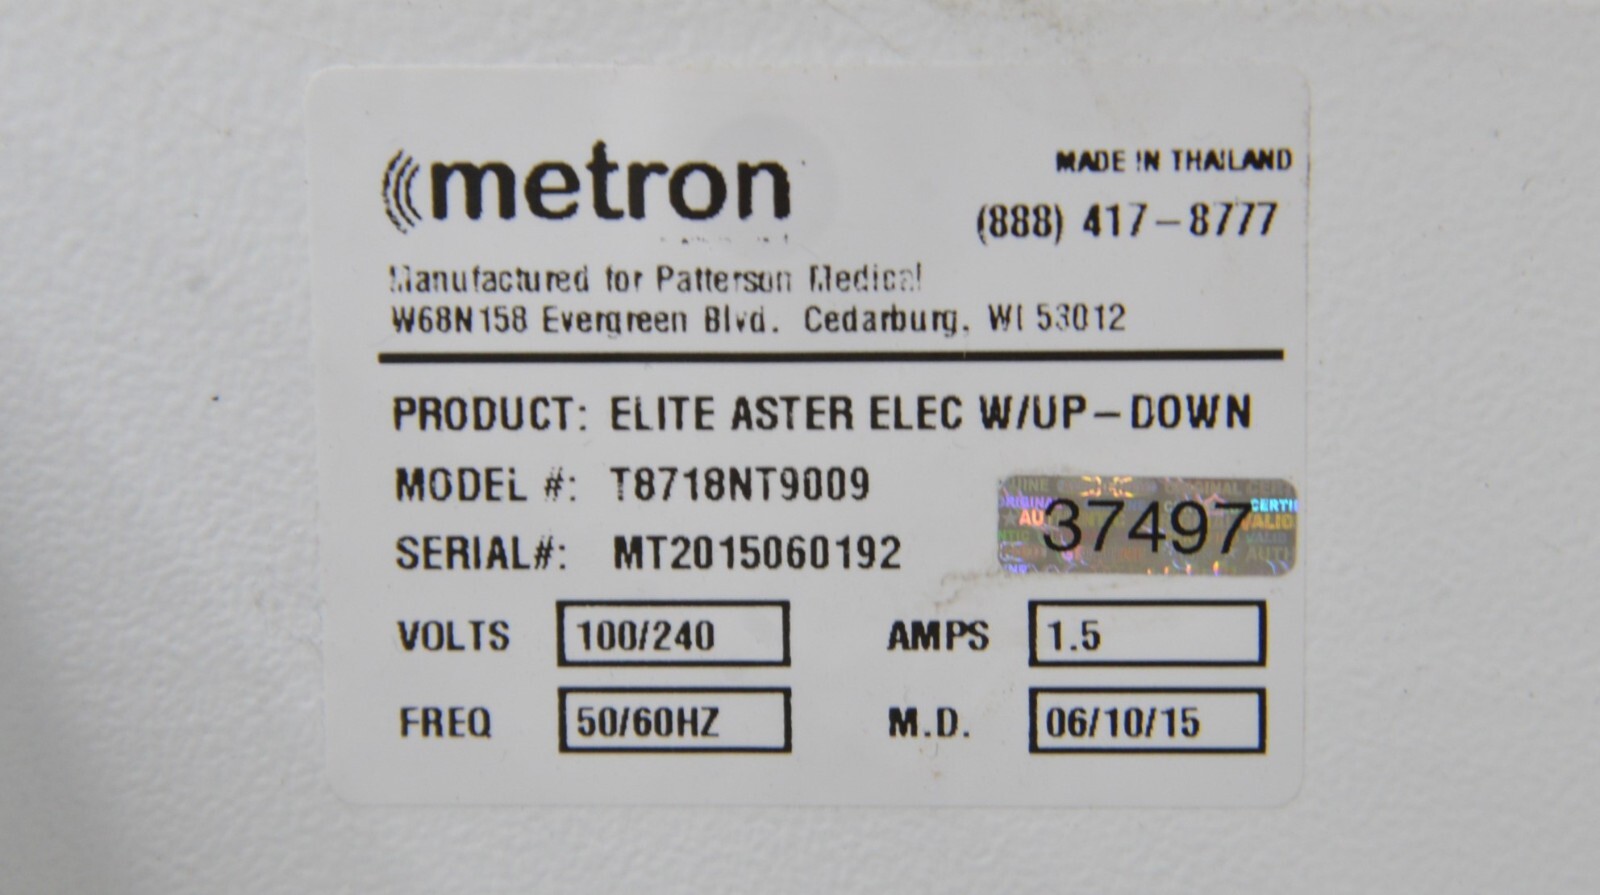 metron
MADE IN THAILAND
(888) 417-8777
Manufactured for Patterson Medical
W68N158 Evergreen Blvd. Cedarburg, WI 53012
PRODUCT: ELITE ASTER ELEC W/UP-DOWN
MODEL #: T8718NT9009
SERIAL#: MT2015060192
37497
VOLTS 100/240 AMPS 1.5
FREQ 50/60HZ M.D. 06/10/15